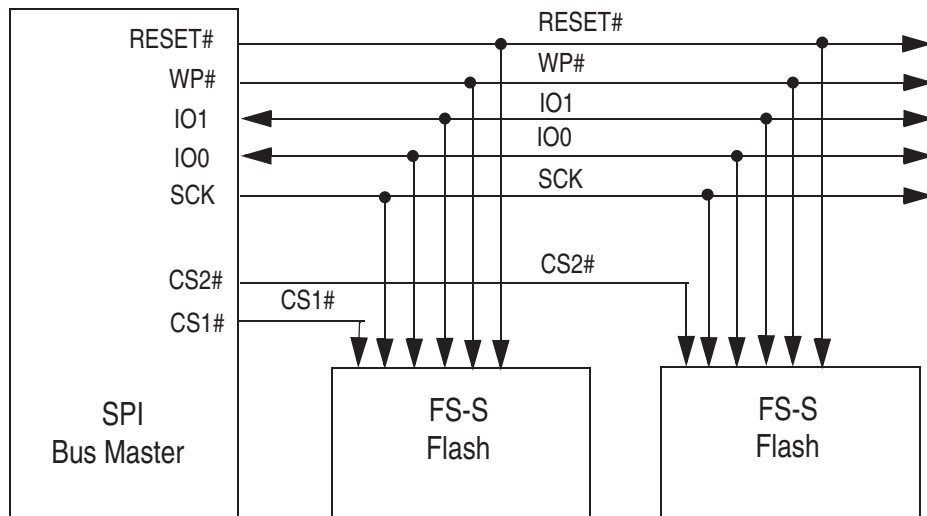 RESET#
RESET#
WP#
WP#
IO1
IO1
IO0
IO0
SCK
SCK
CS2#
CS2#
CS1#
CS1#
SPI
Bus Master
FS-S
Flash
FS-S
Flash